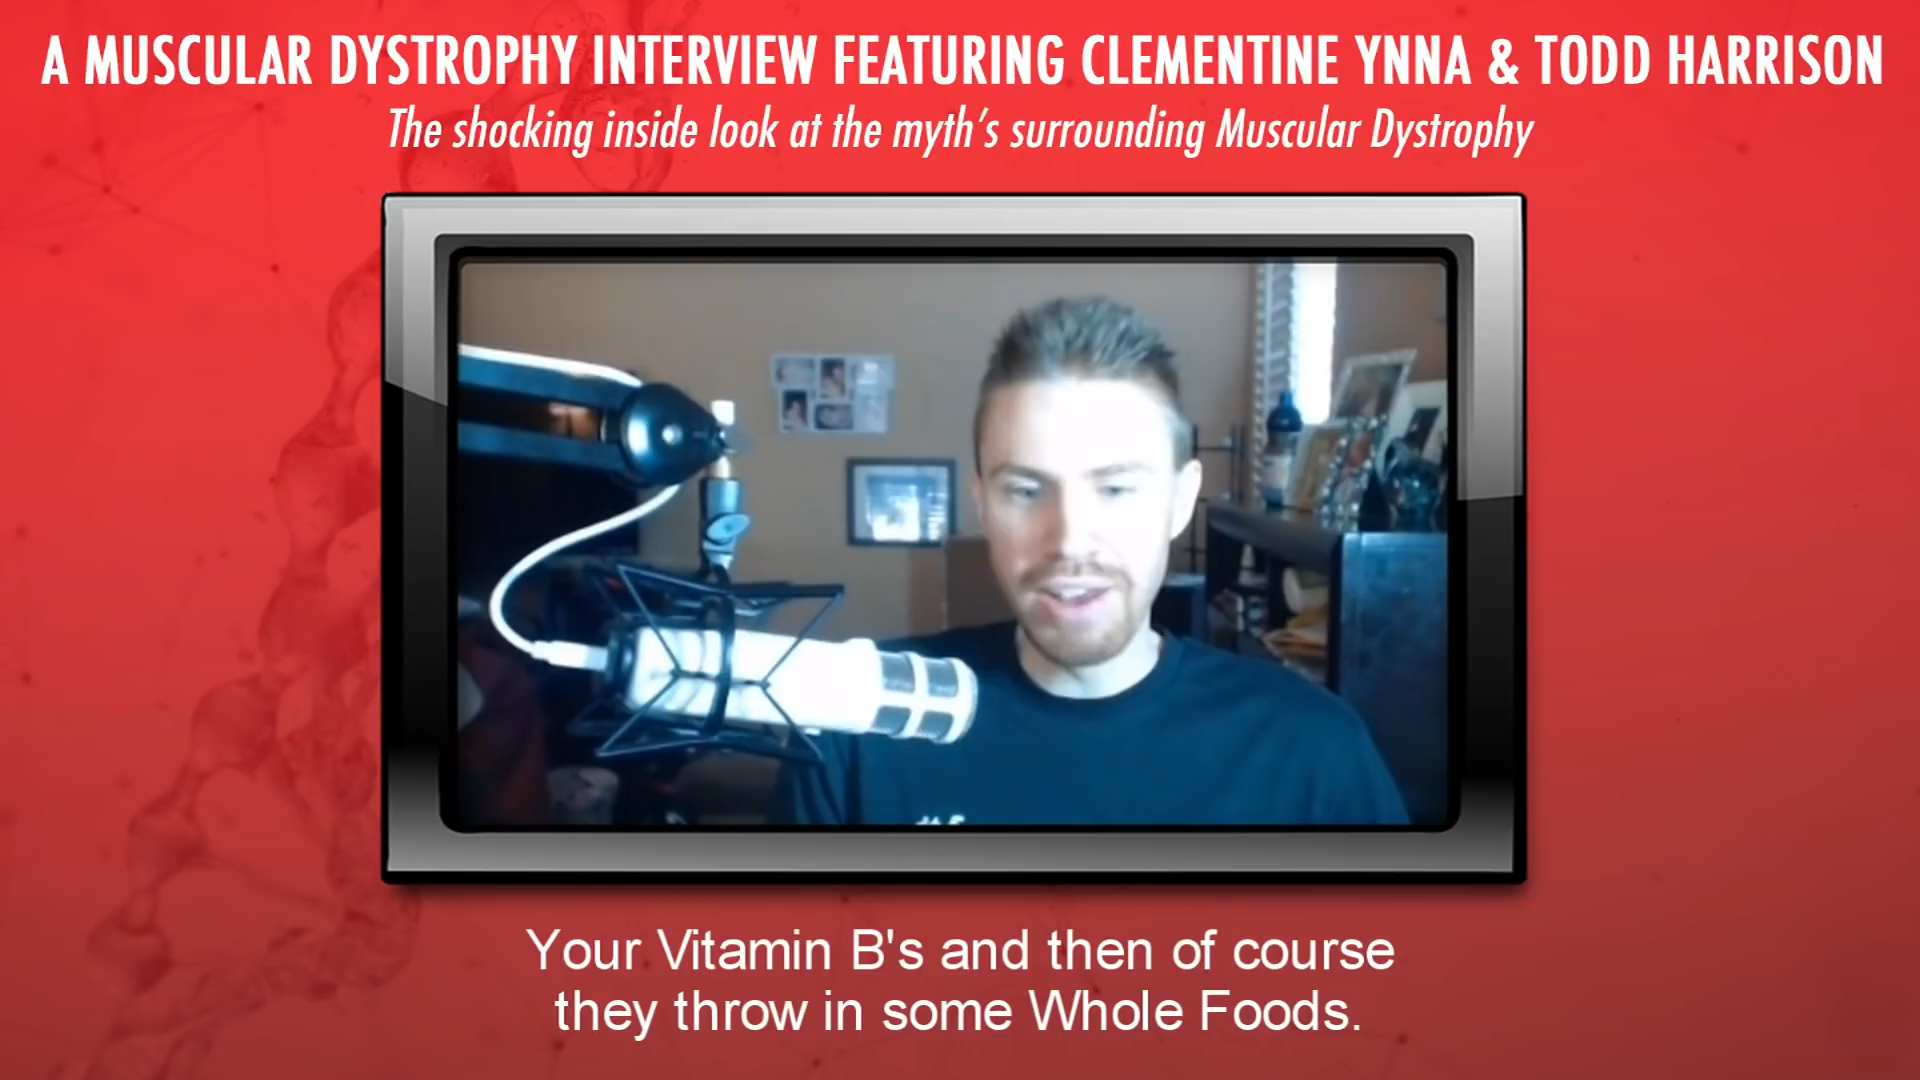 A MUSCULAR DYSTROPHY INTERVIEW FEATURING CLEMENTINE YNNA & TODD HARRISON
The shocking inside look at the myth's surrounding Muscular Dystrophy
Your Vitamin B's and then of course
they throw in some Whole Foods.